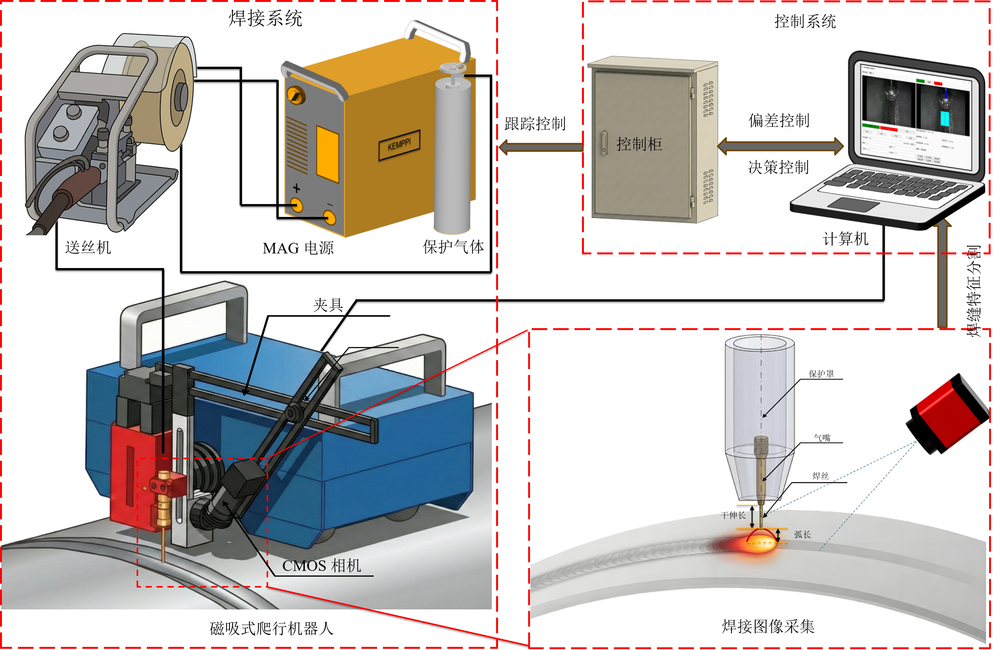 焊接系统
控制系统
KEMPPI
+
−
跟踪控制
控制柜
偏差控制
决策控制
送丝机
MAG 电源
保护气体
计算机
焊缝特征分割
夹具
保护罩
气嘴
焊丝
干伸长
弧长
CMOS 相机
磁吸式爬行机器人
焊接图像采集